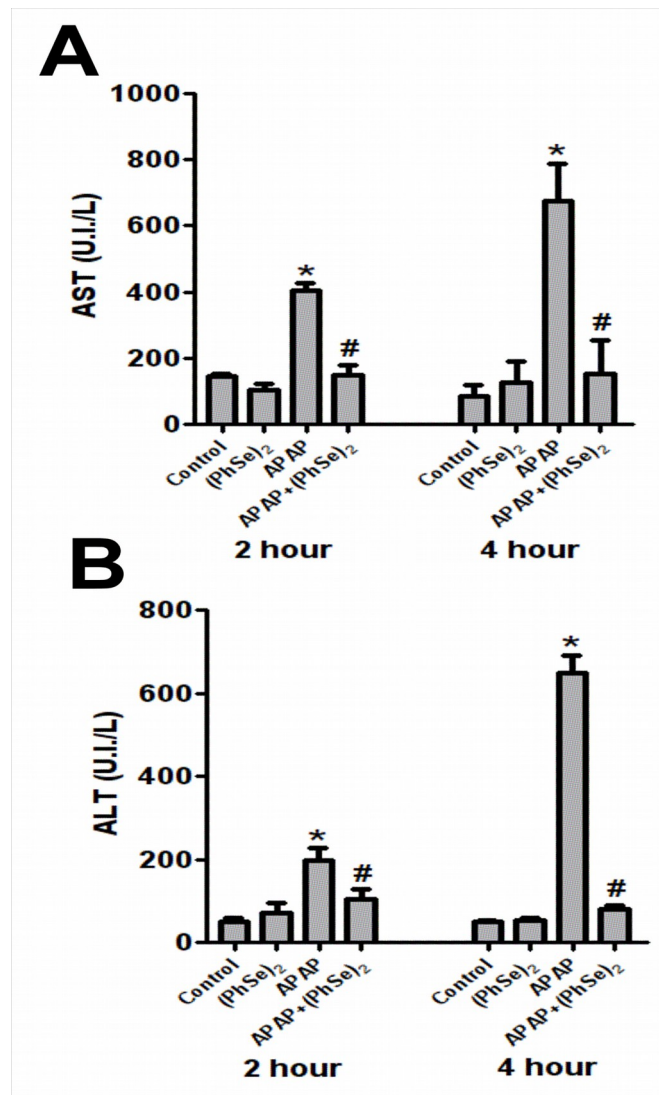 A
1000
800
600
400
200
0
AST (U.I./L)
*
#
*
#
Control
(PhSe)₂
APAP
APAP+(PhSe)₂
Control
(PhSe)₂
APAP
APAP+(PhSe)₂
2 hour
4 hour
B
800
600
400
200
0
ALT (U.I./L)
*
#
*
#
Control
(PhSe)₂
APAP
APAP+(PhSe)₂
Control
(PhSe)₂
APAP
APAP+(PhSe)₂
2 hour
4 hour